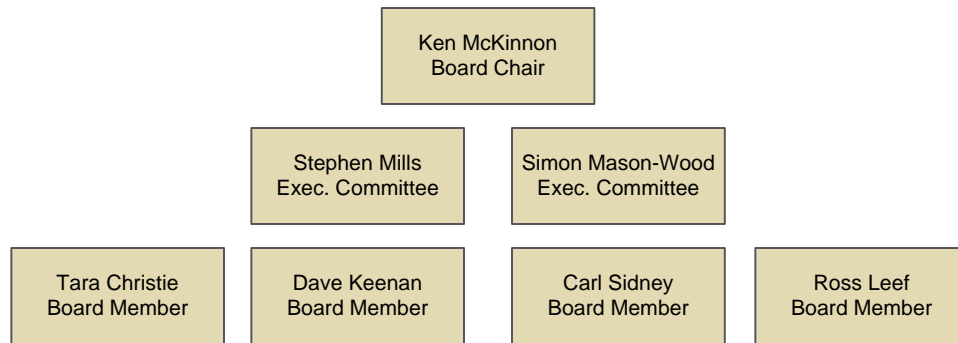 Ken McKinnon
Board Chair
Stephen Mills
Exec. Committee
Simon Mason-Wood
Exec. Committee
Tara Christie
Board Member
Dave Keenan
Board Member
Carl Sidney
Board Member
Ross Leef
Board Member